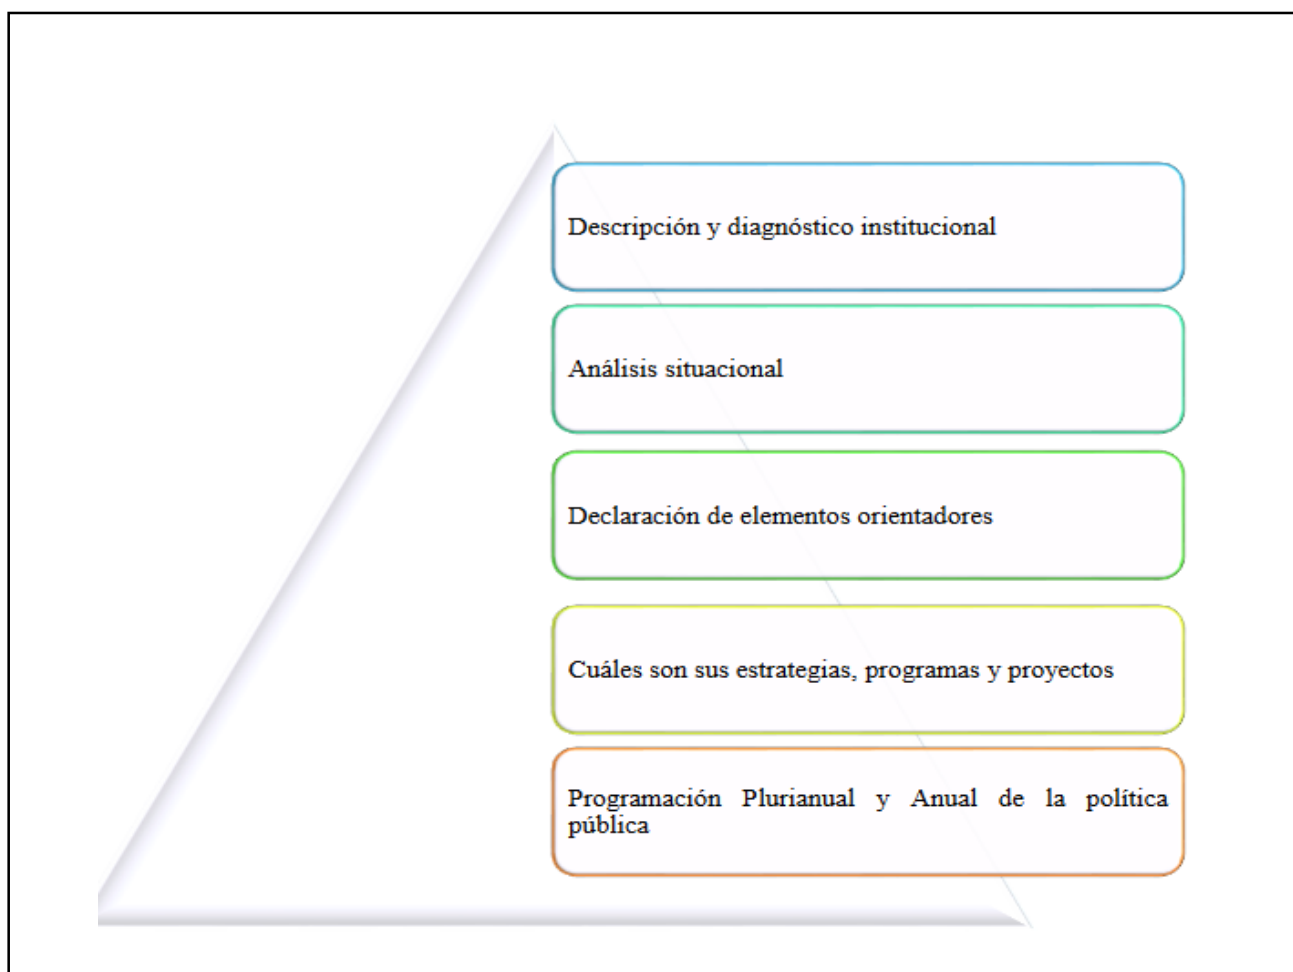 Descripción y diagnóstico institucional
Análisis situacional
Declaración de elementos orientadores
Cuáles son sus estrategias, programas y proyectos
Programación Plurianual y Anual de la política
pública